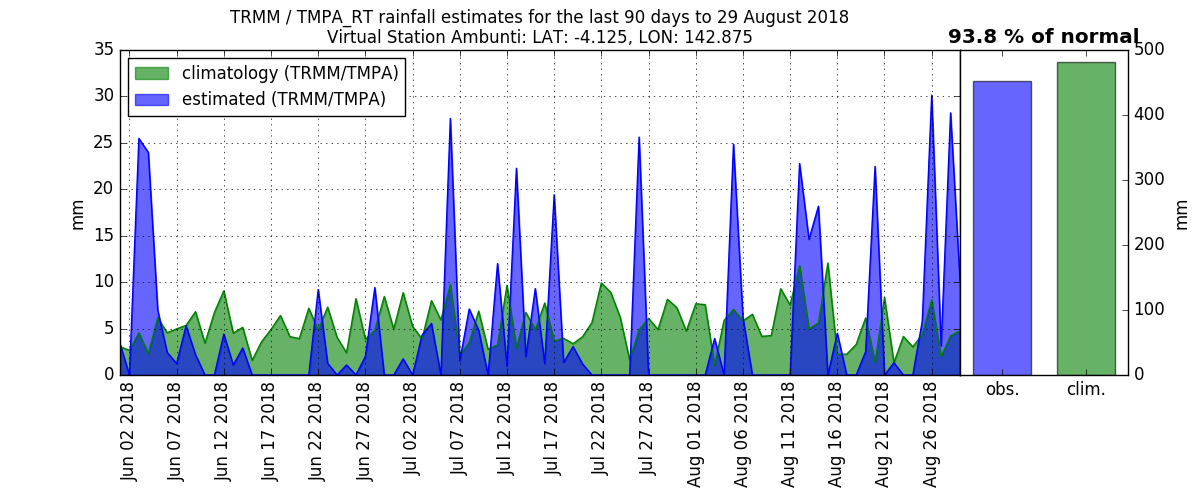 TRMM / TMPA_RT rainfall estimates for the last 90 days to 29 August 2018
Virtual Station Ambunti: LAT: -4.125, LON: 142.875
93.8 % of normal
climatology (TRMM/TMPA)
estimated (TRMM/TMPA)
35
30
25
20
15
10
5
0
mm
500
400
300
200
100
0
mm
Jun 02 2018
Jun 07 2018
Jun 12 2018
Jun 17 2018
Jun 22 2018
Jun 27 2018
Jul 02 2018
Jul 07 2018
Jul 12 2018
Jul 17 2018
Jul 22 2018
Jul 27 2018
Aug 01 2018
Aug 06 2018
Aug 11 2018
Aug 16 2018
Aug 21 2018
Aug 26 2018
obs.
clim.